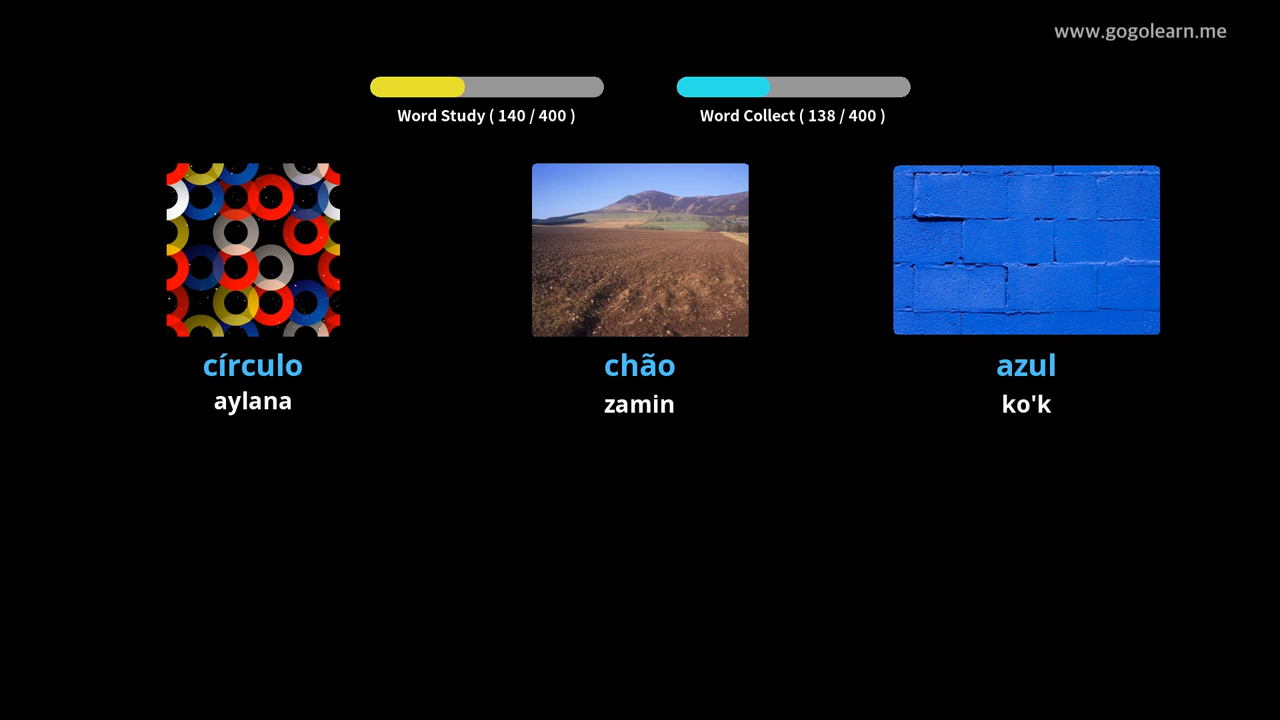 www.gogolearn.me
Word Study ( 140 / 400 )
Word Collect ( 138 / 400 )
círculo
aylana
chão
zamin
azul
ko'k